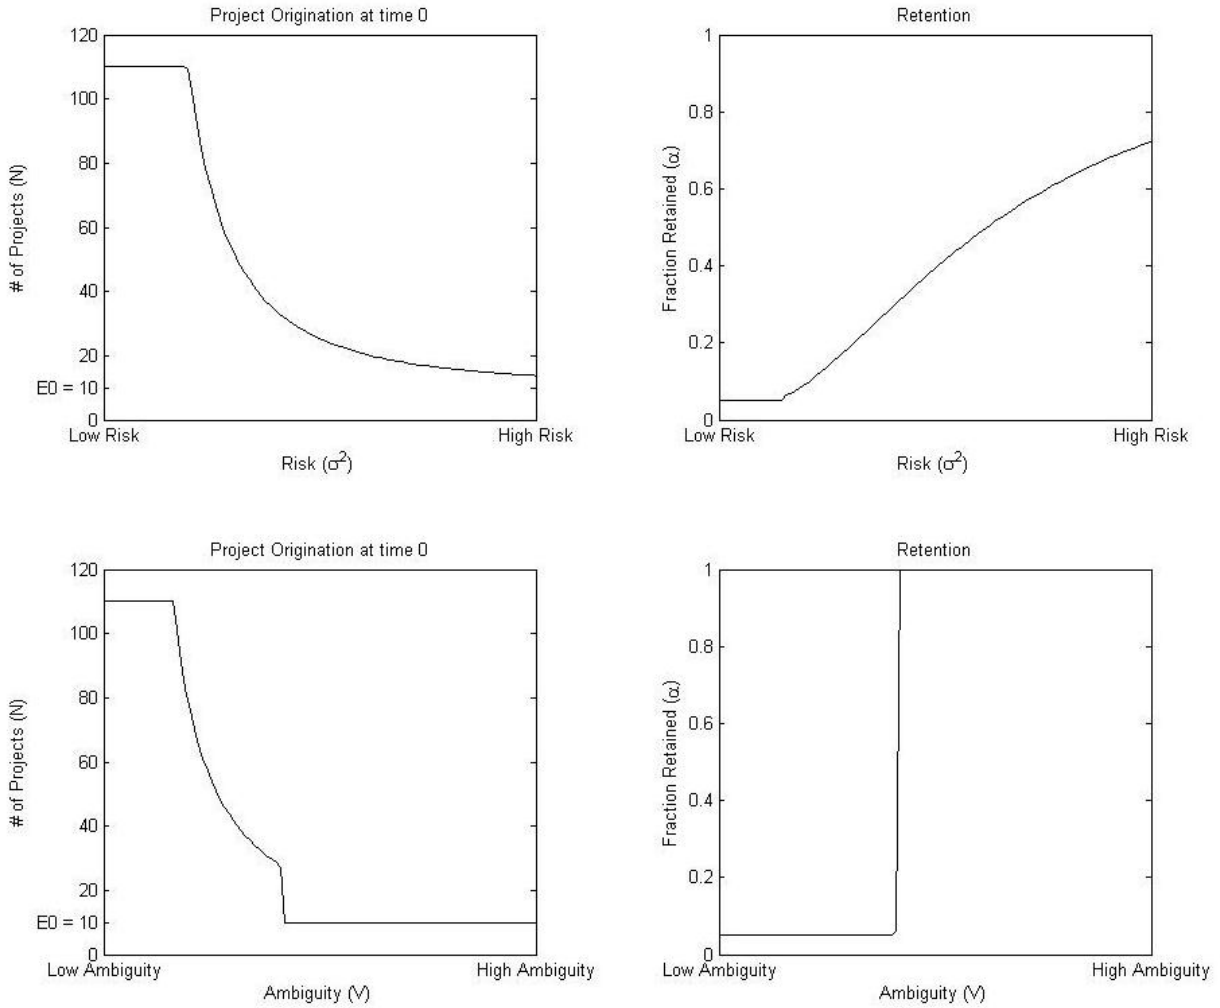 Project Origination at time 0
120
100
80
60
40
20
E0 = 10
0
# of Projects (N)
Low Risk
High Risk
Risk (σ²)
Retention
1
0.8
0.6
0.4
0.2
0
Fraction Retained (α)
Low Risk
High Risk
Risk (σ²)
Project Origination at time 0
120
100
80
60
40
20
E0 = 10
0
# of Projects (N)
Low Ambiguity
High Ambiguity
Ambiguity (V)
Retention
1
0.8
0.6
0.4
0.2
0
Fraction Retained (α)
Low Ambiguity
High Ambiguity
Ambiguity (V)